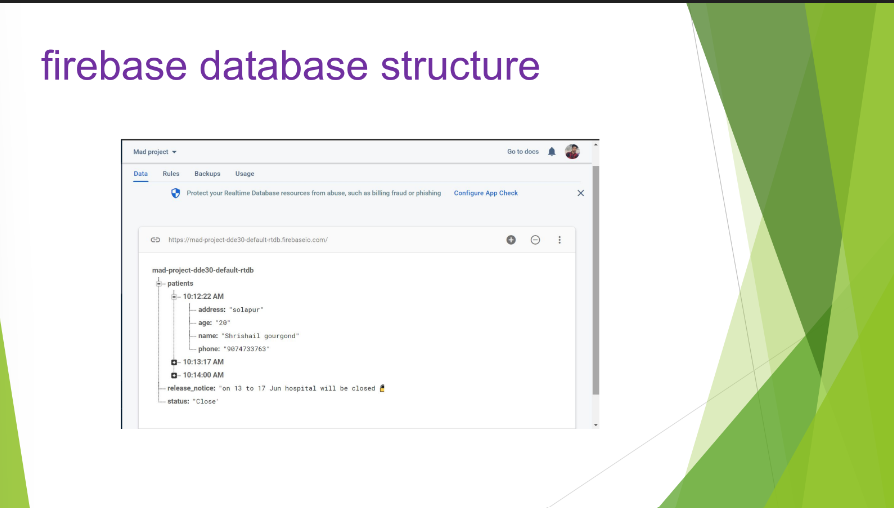 firebase database structure
Mad project
Go to docs
Data Rules Backups Usage
Protect your Realtime Database resources from abuse, such as billing fraud or phishing Configure App Check
https://mad-project-dde30-default-rtdb.firebaseio.com/
mad-project-dde30-default-rtdb
patients
10:12:22 AM
address: "solapur"
age: "20"
name: "Shrishail gourgond"
phone: "9074733763"
10:13:17 AM
10:14:00 AM
release_notice: "on 13 to 17 Jun hospital will be closed
status: "Close"